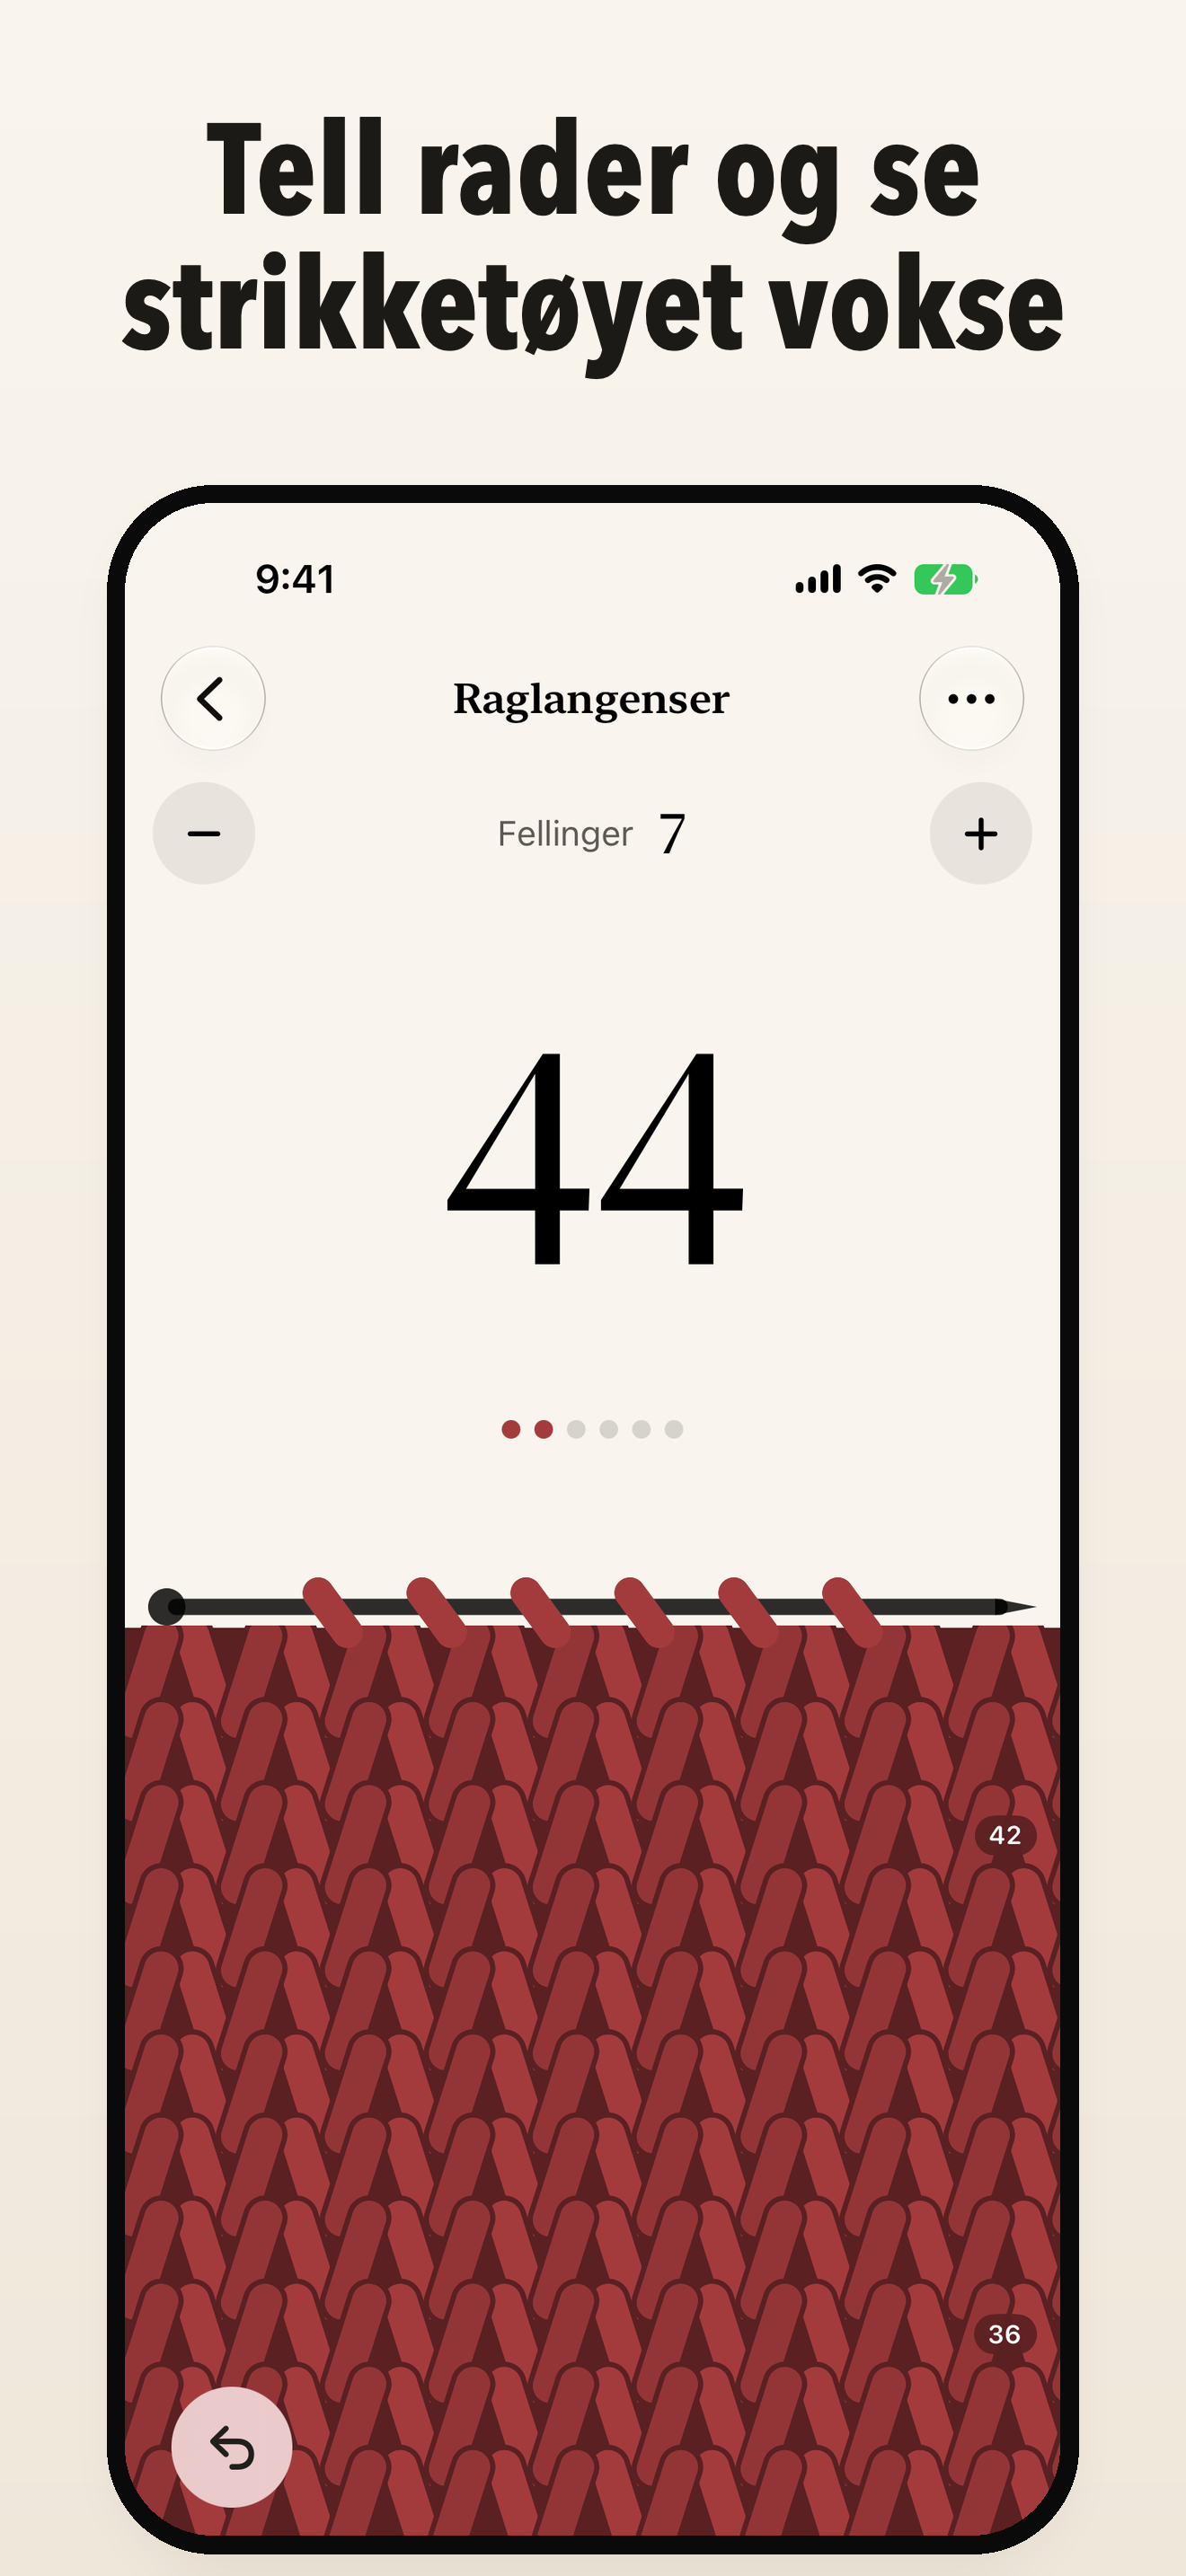 Tell rader og se
strikketøyet vokse
9:41
Raglangenser
Fellinger 7
44
42
36